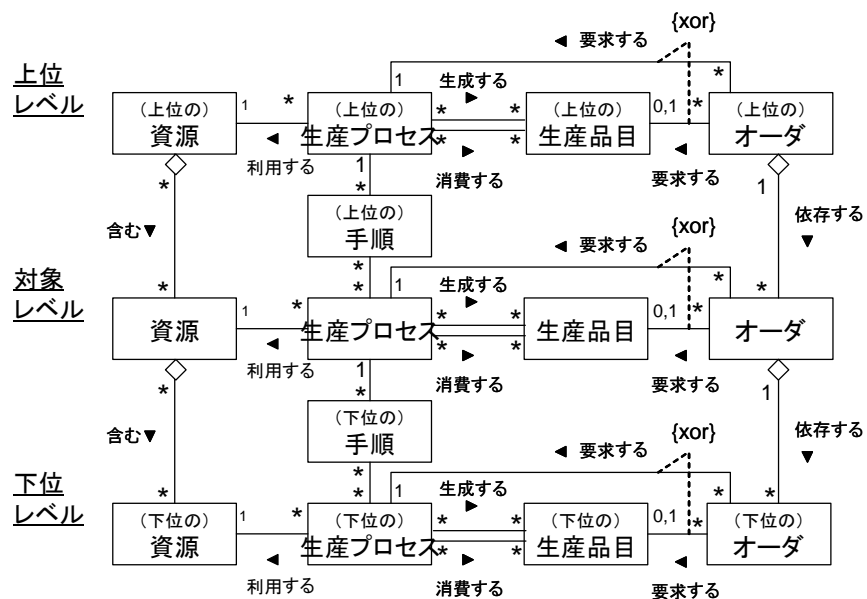 {xor}
◄ 要求する
上位
レベル
1
生成する ►
*
(上位の)
資源
1
*
(上位の)
生産プロセス
*
*
*
*
(上位の)
生産品目
0,1
*
(上位の)
オーダ
◄
利用する
►
消費する
◄
要求する
*
1
*
1
(上位の)
手順
含む▼
依存する
▼
{xor}
◄ 要求する
*
*
対象
レベル
*
1
生成する ►
*
*
資源
1
*
生産プロセス
*
*
*
*
生産品目
0,1
*
オーダ
◄
利用する
►
消費する
◄
要求する
*
1
*
1
(下位の)
手順
含む▼
依存する
▼
{xor}
◄ 要求する
*
*
下位
レベル
*
1
生成する ►
*
*
(下位の)
資源
1
*
(下位の)
生産プロセス
*
*
*
*
(下位の)
生産品目
0,1
*
(下位の)
オーダ
◄
利用する
►
消費する
◄
要求する